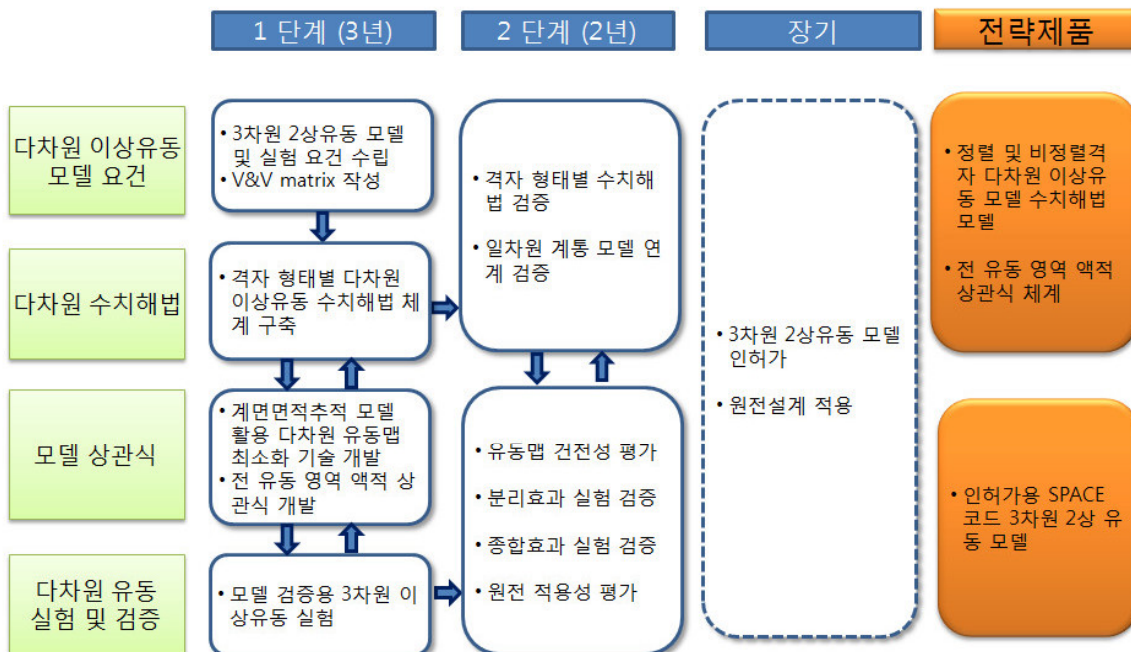 1 단계 (3년)
2 단계 (2년)
장기
전략제품
다차원 이상유동
모델 요건
• 3차원 2상유동 모델
및 실험 요건 수립
• V&V matrix 작성
• 격자 형태별 수치해
법 검증
• 일차원 계통 모델 연
계 검증
• 3차원 2상유동 모델
인허가
• 원전설계 적용
• 정렬 및 비정렬격
자 다차원 이상유
동 모델 수치해법
모델
• 전 유동 영역 액적
상관식 체계
다차원 수치해법
• 격자 형태별 다차원
이상유동 수치해법 체
계 구축
모델 상관식
• 계면면적추적 모델
활용 다차원 유동맵
최소화 기술 개발
• 전 유동 영역 액적 상
관식 개발
• 유동맵 건전성 평가
• 분리효과 실험 검증
• 종합효과 실험 검증
• 원전 적용성 평가
• 인허가용 SPACE
코드 3차원 2상 유
동 모델
다차원 유동
실험 및 검증
• 모델 검증용 3차원 이
상유동 실험